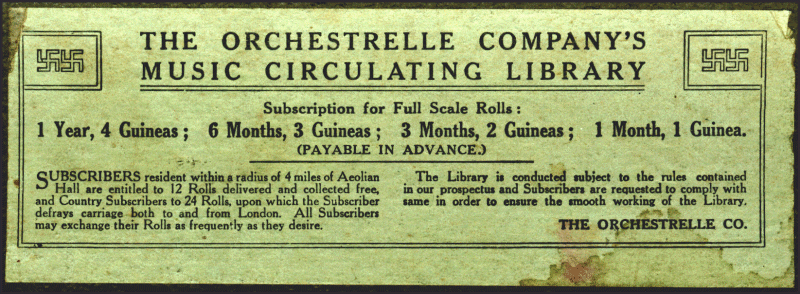 THE ORCHESTRELLE COMPANY'S
MUSIC CIRCULATING LIBRARY
Subscription for Full Scale Rolls :
1 Year, 4 Guineas ; 6 Months, 3 Guineas ; 3 Months, 2 Guineas ; 1 Month, 1 Guinea.
(PAYABLE IN ADVANCE.)
SUBSCRIBERS resident within a radius of 4 miles of Aeolian
Hall are entitled to 12 Rolls delivered and collected free,
and Country Subscribers to 24 Rolls, upon which the Subscriber
defrays carriage both to and from London. All Subscribers
may exchange their Rolls as frequently as they desire.
The Library is conducted subject to the rules contained
in our prospectus and Subscribers are requested to comply with
same in order to ensure the smooth working of the Library.
THE ORCHESTRELLE CO.